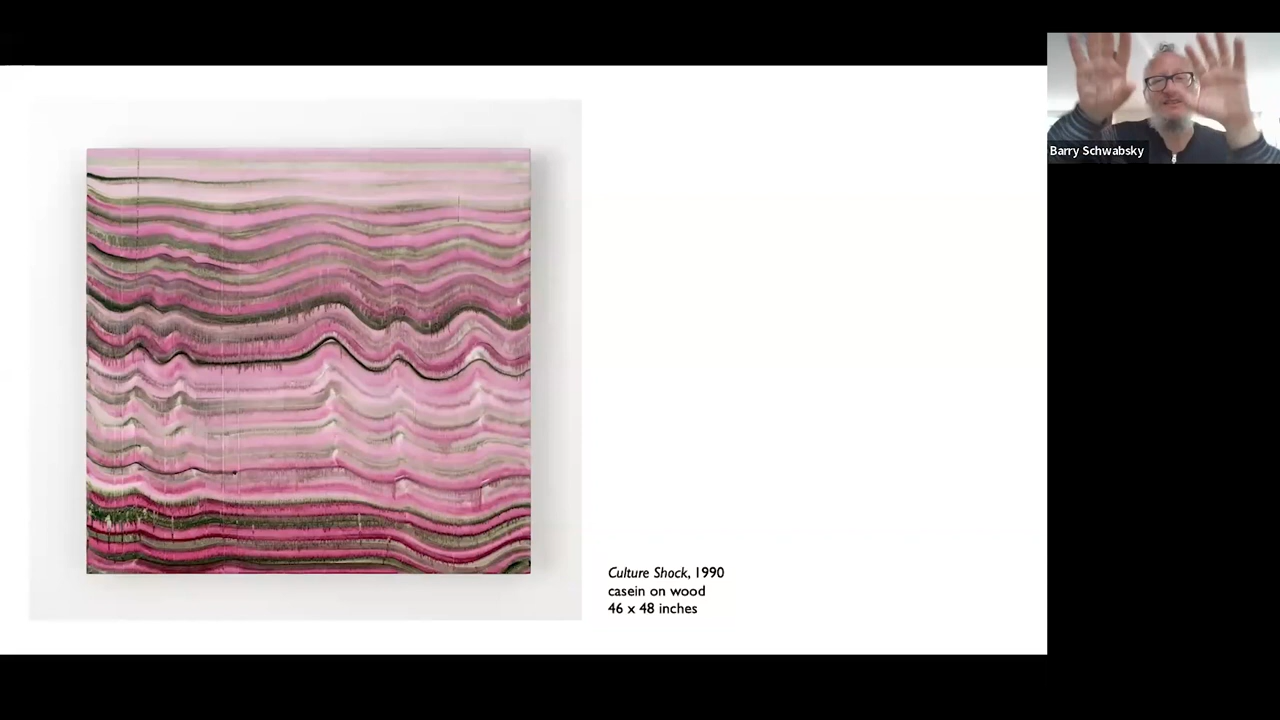 Barry Schwabsky
Culture Shock, 1990
casein on wood
46 x 48 inches